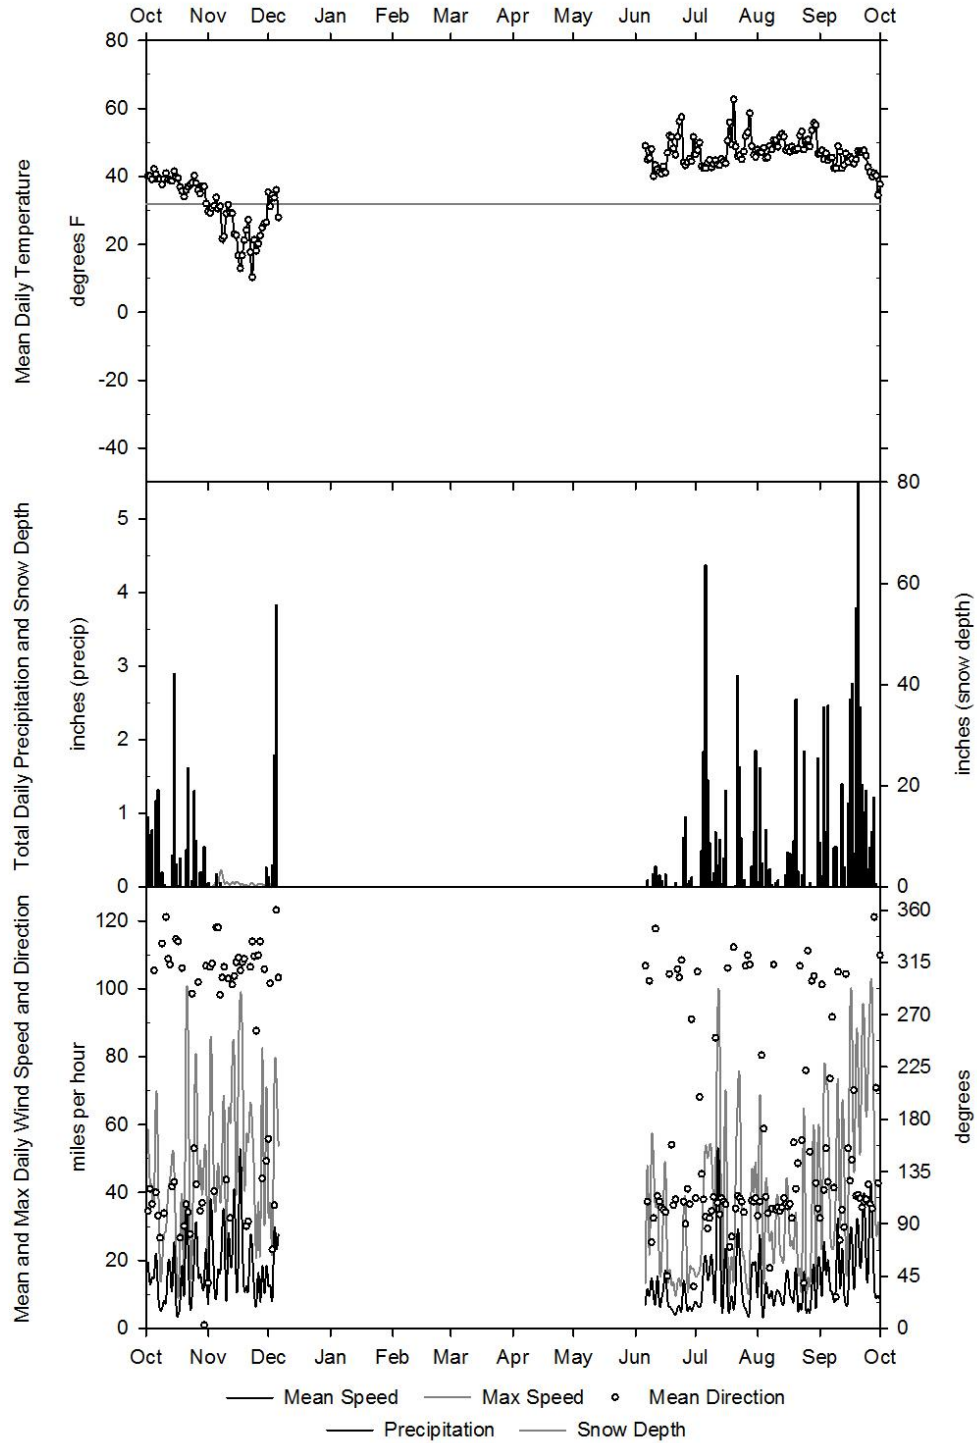 Oct Nov Dec Jan Feb Mar Apr May Jun Jul Aug Sep Oct
Mean Daily Temperature
degrees F
80
60
40
20
0
-20
-40
Total Daily Precipitation and Snow Depth
inches (precip)
5
4
3
2
1
0
80
60
40
20
0
inches (snow depth)
Mean and Max Daily Wind Speed and Direction
miles per hour
120
100
80
60
40
20
0
360
315
270
225
180
135
90
45
0
degrees
Oct Nov Dec Jan Feb Mar Apr May Jun Jul Aug Sep Oct
Mean Speed Max Speed Mean Direction
Precipitation Snow Depth